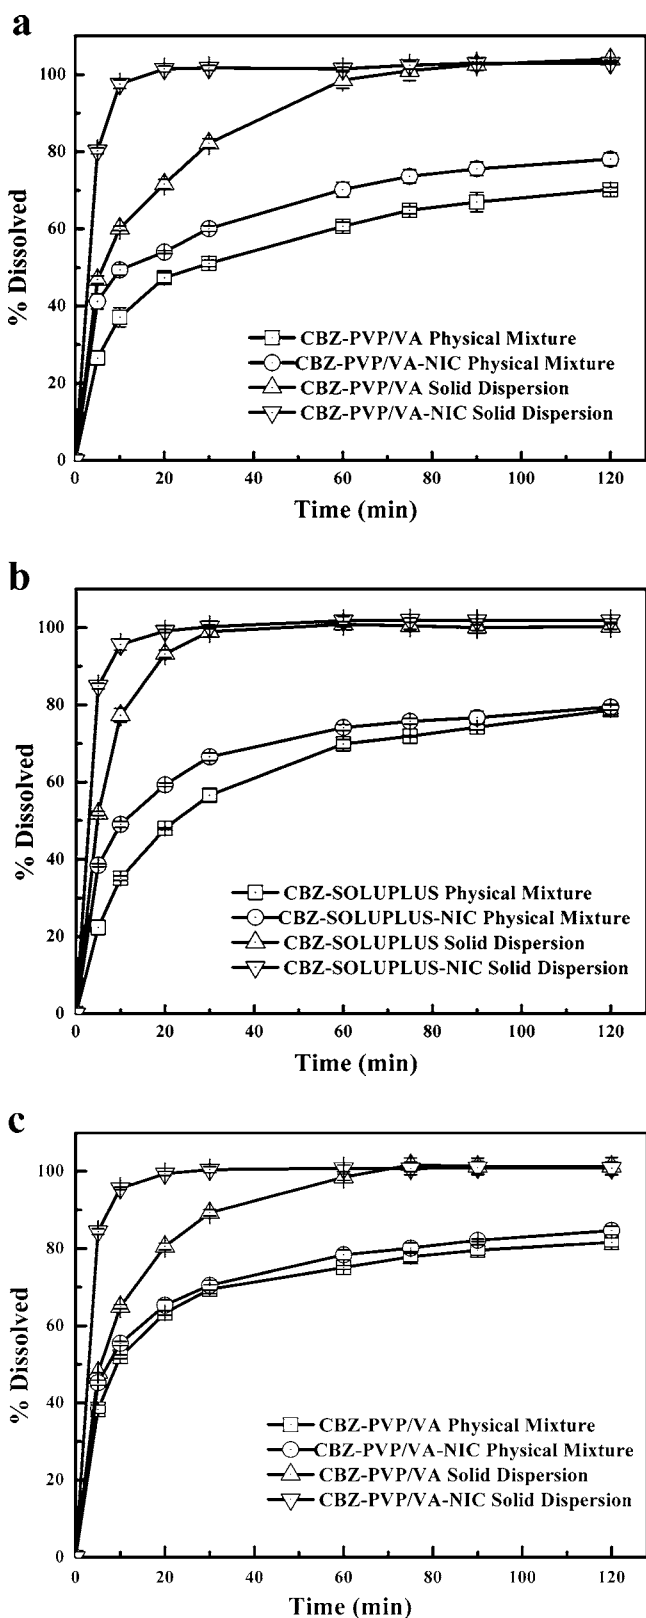 a
100
80
60
40
20
0
% Dissolved
CBZ-PVP/VA Physical Mixture
CBZ-PVP/VA-NIC Physical Mixture
CBZ-PVP/VA Solid Dispersion
CBZ-PVP/VA-NIC Solid Dispersion
0 20 40 60 80 100 120
Time (min)
b
100
80
60
40
20
0
% Dissolved
CBZ-SOLUPLUS Physical Mixture
CBZ-SOLUPLUS-NIC Physical Mixture
CBZ-SOLUPLUS Solid Dispersion
CBZ-SOLUPLUS-NIC Solid Dispersion
0 20 40 60 80 100 120
Time (min)
c
100
80
60
40
20
0
% Dissolved
CBZ-PVP/VA Physical Mixture
CBZ-PVP/VA-NIC Physical Mixture
CBZ-PVP/VA Solid Dispersion
CBZ-PVP/VA-NIC Solid Dispersion
0 20 40 60 80 100 120
Time (min)